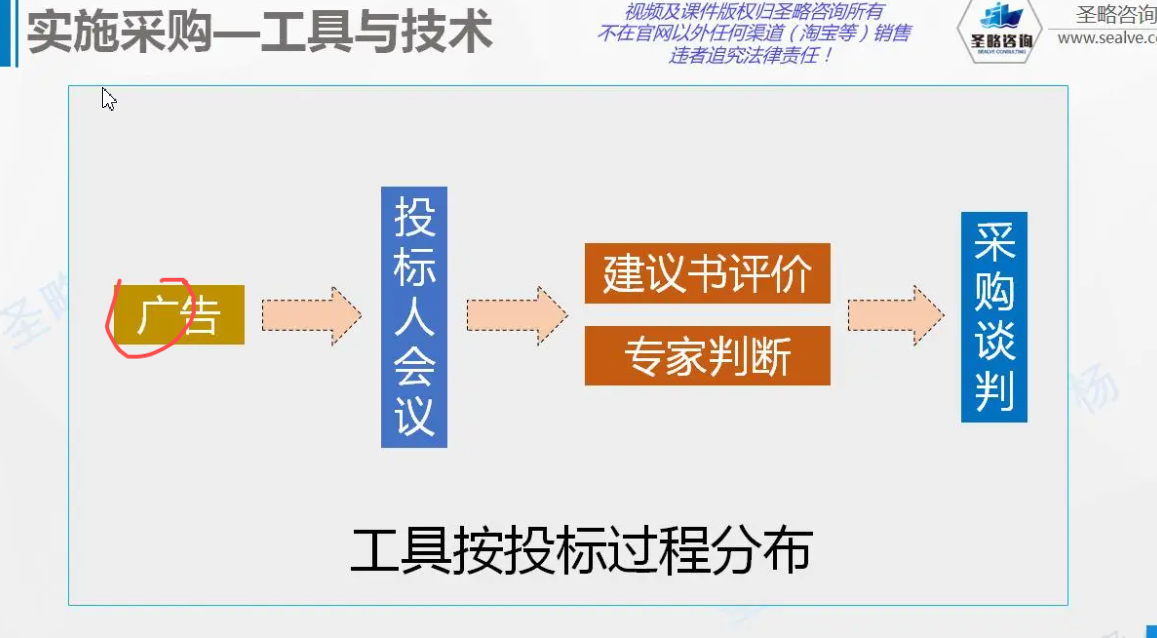 实施采购—工具与技术
视频及课件版权归圣略咨询所有
不在官网以外任何渠道（淘宝等）销售
违者追究法律责任！
圣略咨询
SEALVE CONSULTING
圣略咨询
www.sealve.co
广告
投标人会议
建议书评价
专家判断
采购谈判
工具按投标过程分布
圣略
杨